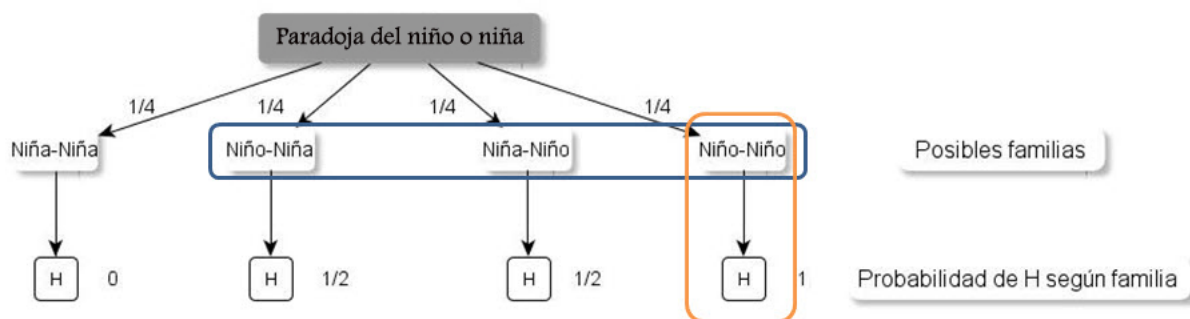 Paradoja del niño o niña
1/4 1/4 1/4 1/4
Niña-Niña Niño-Niña Niña-Niño Niño-Niño Posibles familias
H 0 H 1/2 H 1/2 H 1 Probabilidad de H según familia